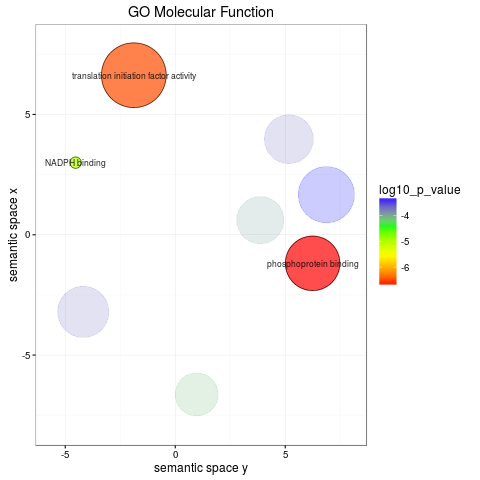 GO Molecular Function
translation initiation factor activity
NADPH binding
phosphoprotein binding
semantic space x
5
0
-5
-5
0
5
semantic space y
log10_p_value
-4
-5
-6